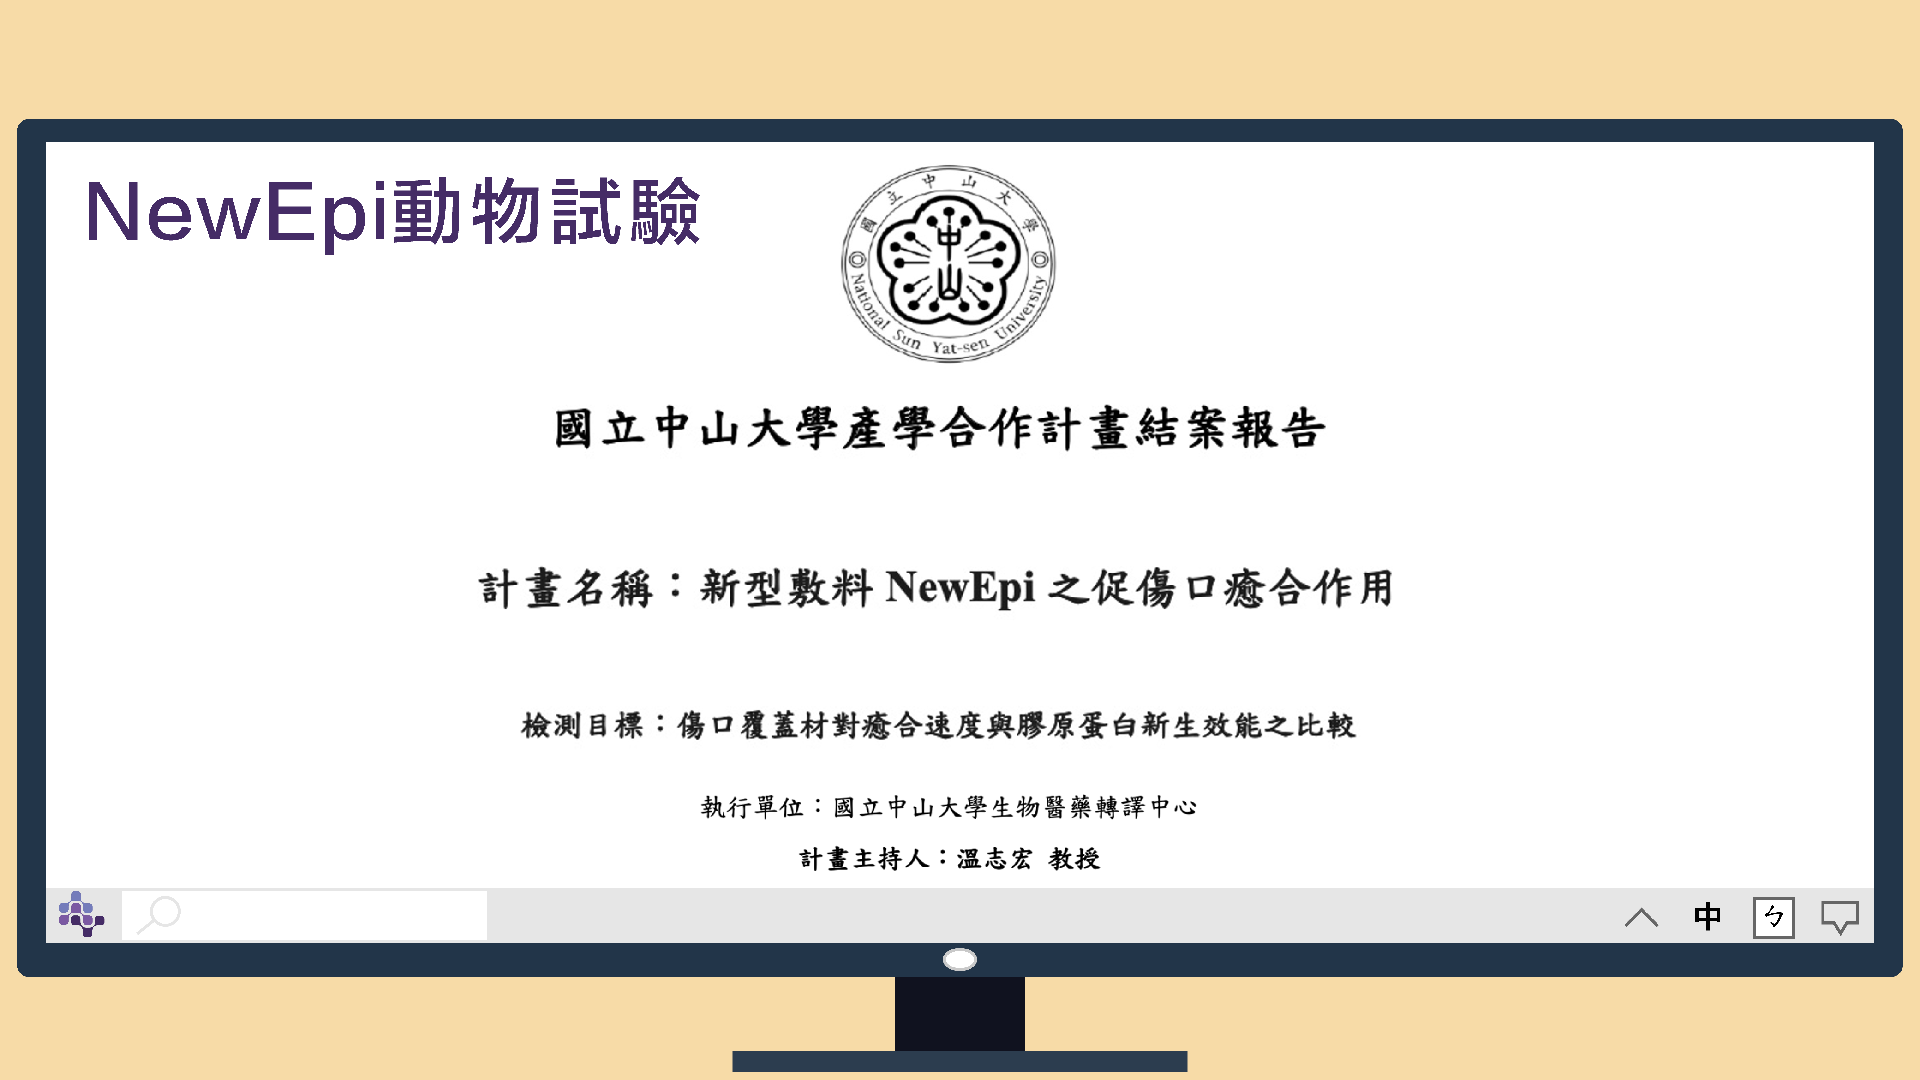 NewEpi動物試驗
國立中山大學
National Sun Yat-sen University
國立中山大學產學合作計畫結案報告
計畫名稱：新型敷料 NewEpi 之促傷口癒合作用
檢測目標：傷口覆蓋材對癒合速度與膠原蛋白新生效能之比較
執行單位：國立中山大學生物醫藥轉譯中心
計畫主持人：溫志宏 教授
中
ㄅ